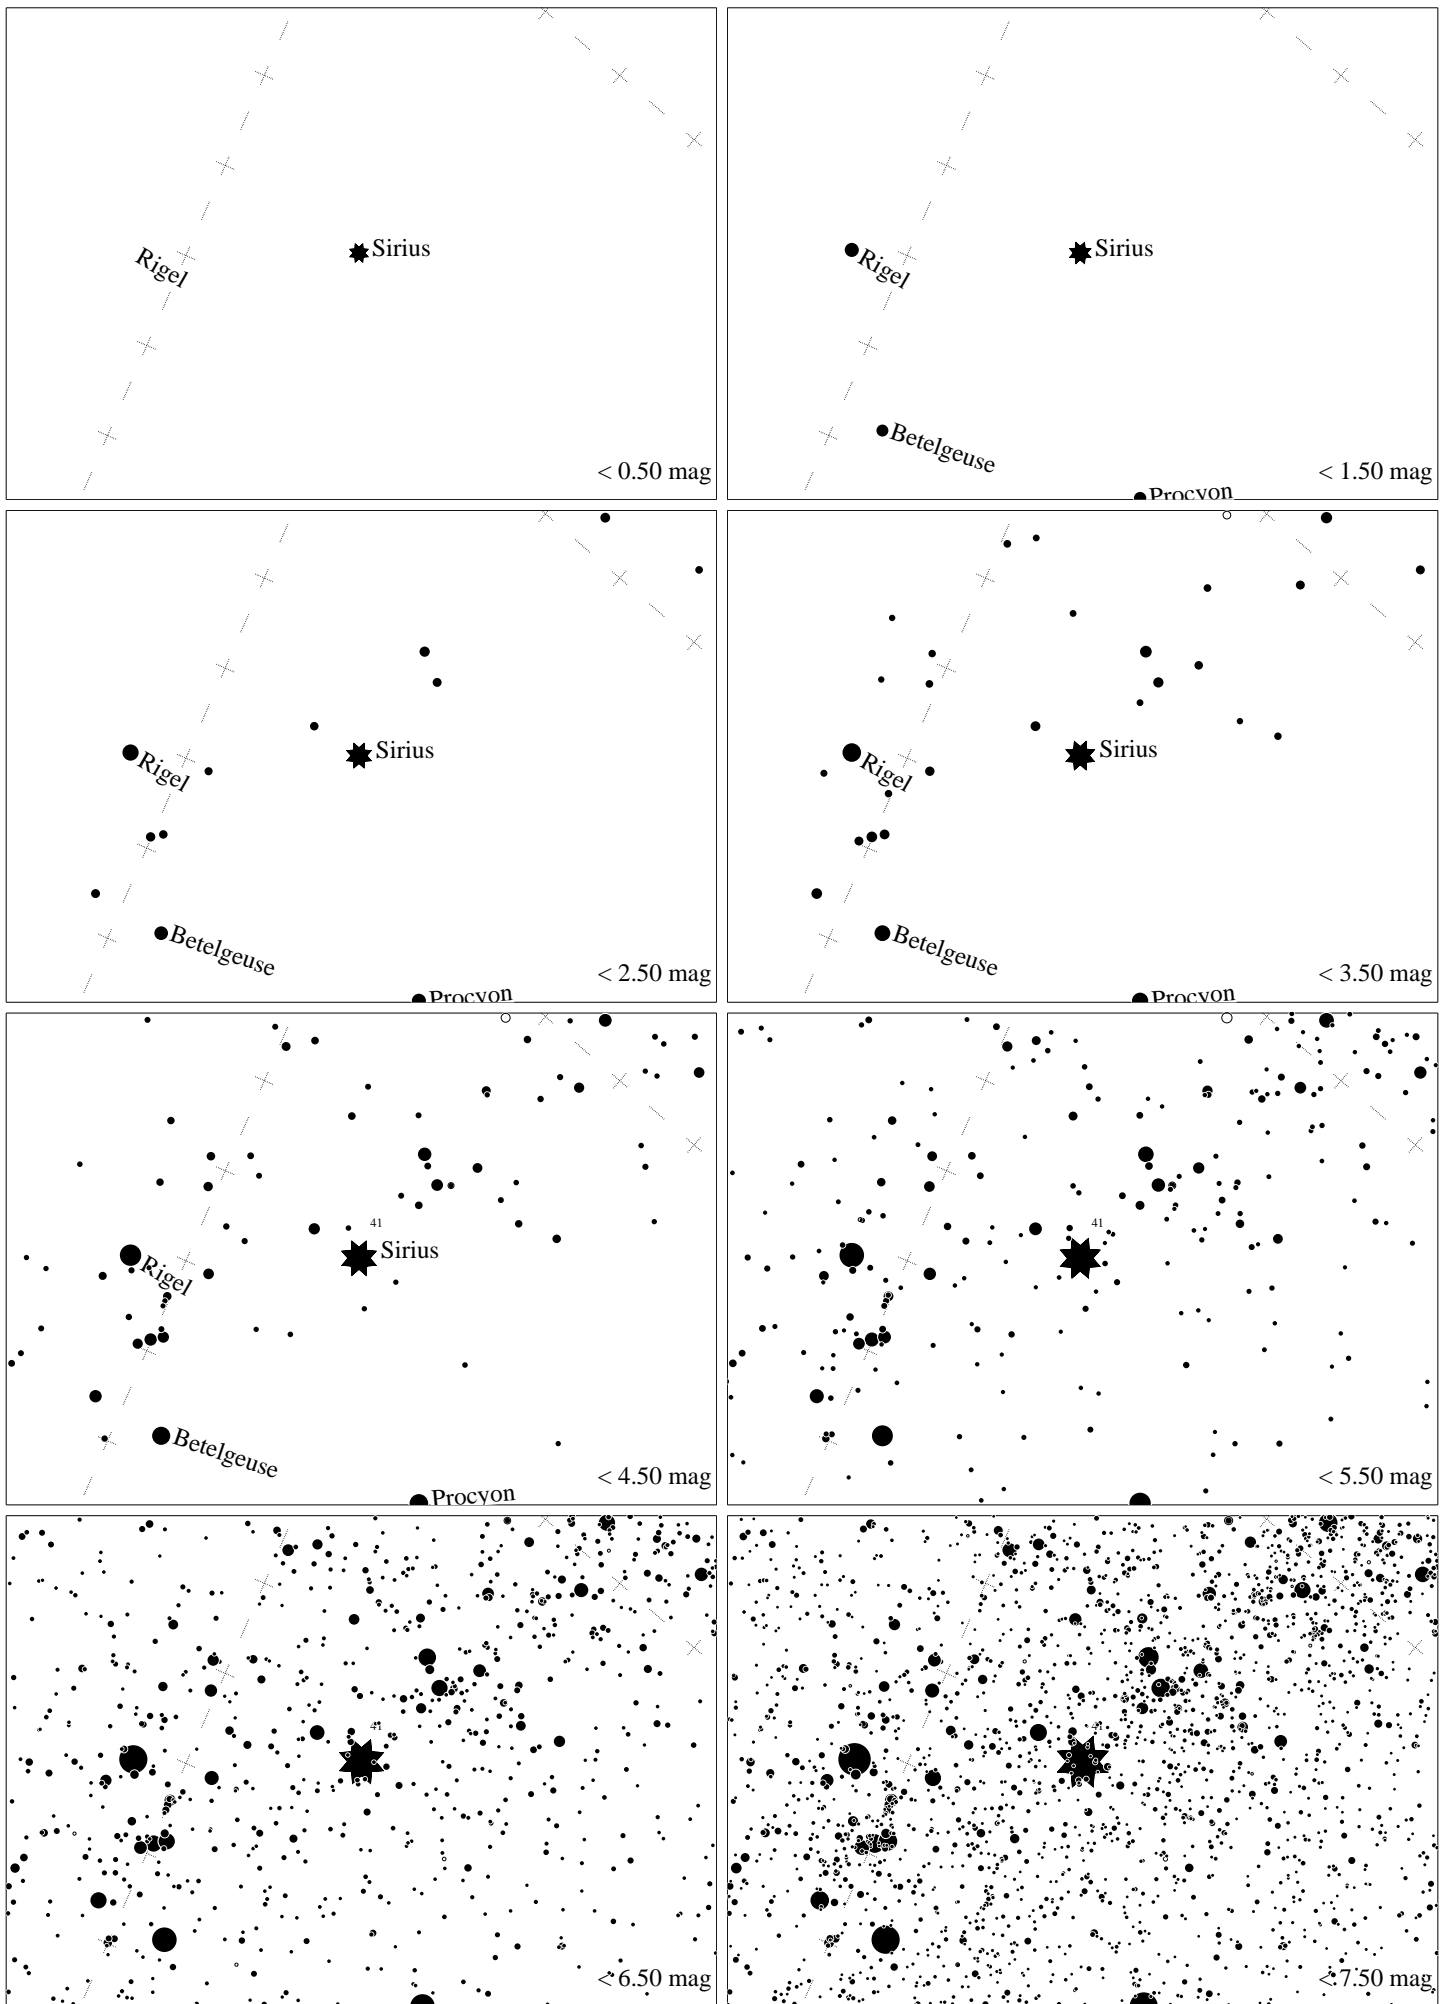 Sirius
Rigel
< 0.50 mag
Sirius
Rigel
Betelgeuse
< 1.50 mag
Procyon
Sirius
Rigel
Betelgeuse
< 2.50 mag
Procyon
Sirius
Rigel
Betelgeuse
< 3.50 mag
Procyon
41
Sirius
Rigel
Betelgeuse
< 4.50 mag
Procyon
41
< 5.50 mag
41
< 6.50 mag
41
< 7.50 mag